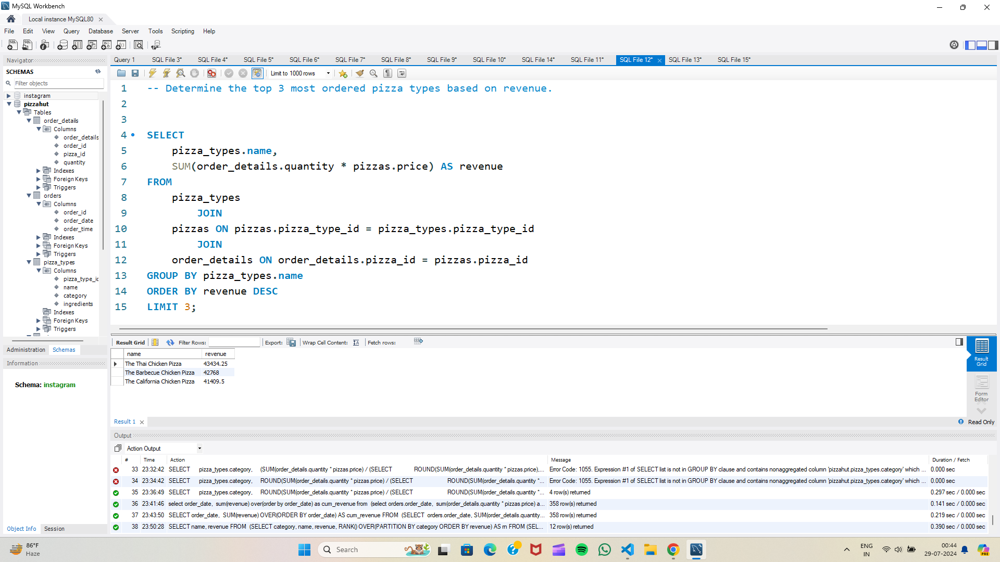 MySQL Workbench
Local instance MySQL80
File Edit View Query Database Server Tools Scripting Help
Navigator
SCHEMAS
Filter objects
instagram
pizzahut
Tables
order_details
Columns
order_details
order_id
pizza_id
quantity
Indexes
Foreign Keys
Triggers
orders
Columns
order_id
order_date
order_time
Indexes
Foreign Keys
Triggers
pizza_types
Columns
pizza_type_id
name
category
ingredients
Indexes
Foreign Keys
Triggers
Administration Schemas
Information
Schema: instagram
Object Info Session
Query 1 SQL File 3* SQL File 4* SQL File 5* SQL File 6* SQL File 7* SQL File 8* SQL File 9* SQL File 10* SQL File 14* SQL File 11* SQL File 12* SQL File 13* SQL File 15*
Limit to 1000 rows
1 -- Determine the top 3 most ordered pizza types based on revenue.
2
3
4 SELECT
5 pizza_types.name,
6 SUM(order_details.quantity * pizzas.price) AS revenue
7 FROM
8 pizza_types
9 JOIN
10 pizzas ON pizzas.pizza_type_id = pizza_types.pizza_type_id
11 JOIN
12 order_details ON order_details.pizza_id = pizzas.pizza_id
13 GROUP BY pizza_types.name
14 ORDER BY revenue DESC
15 LIMIT 3;
Result Grid Filter Rows: Export: Wrap Cell Content: Fetch rows:
name revenue
The Thai Chicken Pizza 43434.25
The Barbecue Chicken Pizza 42768
The California Chicken Pizza 41409.5
Result Grid
Form Editor
Result 1
Read Only
Output
Action Output
# Time Action Message Duration / Fetch
33 23:32:42 SELECT pizza_types.category, (SUM(order_details.quantity * pizzas.price) / (SELECT ROUND(SUM(order_details.quantity * pizzas.price),... Error Code: 1055. Expression #1 of SELECT list is not in GROUP BY clause and contains nonaggregated column 'pizzahut.pizza_types.category' which ... 0.000 sec
34 23:34:42 SELECT pizza_types.category, ROUND(SUM(order_details.quantity * pizzas.price) / (SELECT ROUND(SUM(order_details.quantity *... Error Code: 1055. Expression #1 of SELECT list is not in GROUP BY clause and contains nonaggregated column 'pizzahut.pizza_types.category' which ... 0.000 sec
35 23:36:49 SELECT pizza_types.category, ROUND(SUM(order_details.quantity * pizzas.price) / (SELECT ROUND(SUM(order_details.quantity *... 4 row(s) returned 0.297 sec / 0.000 sec
36 23:41:46 select order_date, sum(revenue) over(order by order_date) as cum_revenue from (select orders.order_date, sum(order_details.quantity * pizzas.price) a... 358 row(s) returned 0.141 sec / 0.000 sec
37 23:43:50 SELECT order_date, SUM(revenue) OVER(ORDER BY order_date) AS cum_revenue FROM (SELECT orders.order_date, SUM(order_details.quantity... 358 row(s) returned 0.219 sec / 0.000 sec
38 23:50:28 SELECT name, revenue FROM (SELECT category, name, revenue, RANK() OVER(PARTITION BY category ORDER BY revenue) AS rn FROM (SEL... 12 row(s) returned 0.390 sec / 0.000 sec
86°F
Haze
Search
ENG
IN
00:44
29-07-2024